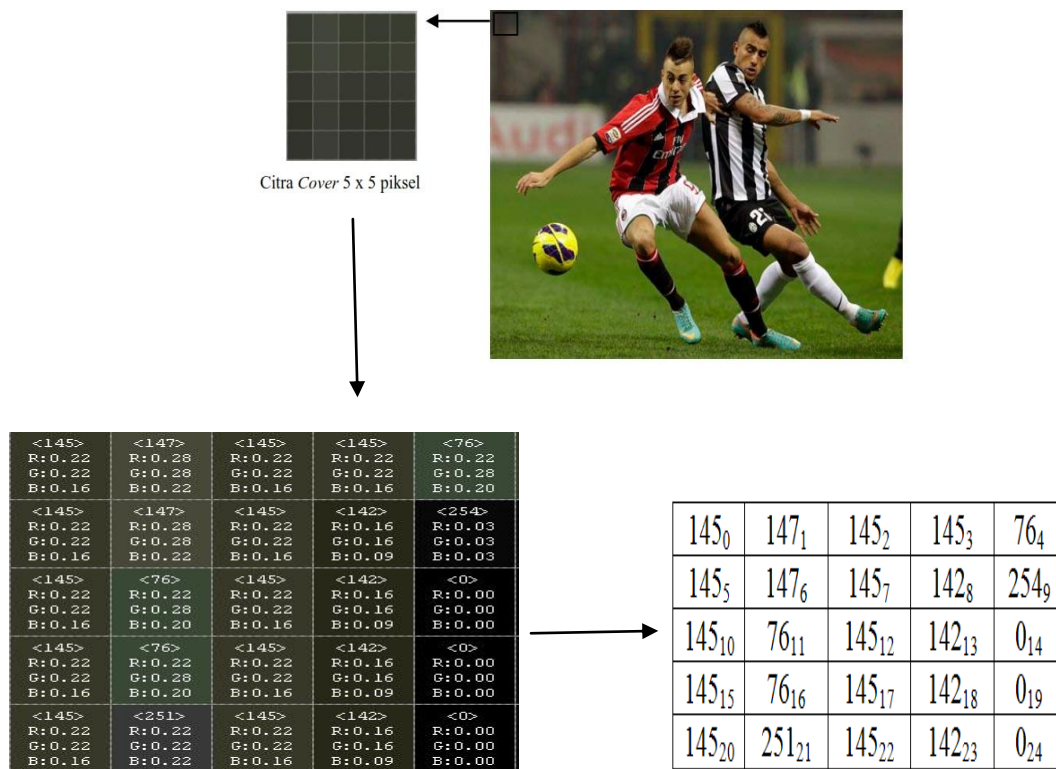 Citra Cover 5 x 5 piksel
Audi
<145> <147> <145> <145> <76>
R:0.22 R:0.28 R:0.22 R:0.22 R:0.22
G:0.22 G:0.28 G:0.22 G:0.22 G:0.28
B:0.16 B:0.22 B:0.16 B:0.16 B:0.20
<145> <147> <145> <142> <254>
R:0.22 R:0.28 R:0.22 R:0.16 R:0.03
G:0.22 G:0.28 G:0.22 G:0.16 G:0.03
B:0.16 B:0.22 B:0.16 B:0.09 B:0.03
<145> <76> <145> <142> <0>
R:0.22 R:0.22 R:0.22 R:0.16 R:0.00
G:0.22 G:0.28 G:0.22 G:0.16 G:0.00
B:0.16 B:0.20 B:0.16 B:0.09 B:0.00
<145> <76> <145> <142> <0>
R:0.22 R:0.22 R:0.22 R:0.16 R:0.00
G:0.22 G:0.28 G:0.22 G:0.16 G:0.00
B:0.16 B:0.20 B:0.16 B:0.09 B:0.00
<145> <251> <145> <142> <0>
R:0.22 R:0.22 R:0.22 R:0.16 R:0.00
G:0.22 G:0.22 G:0.22 G:0.16 G:0.00
B:0.16 B:0.22 B:0.16 B:0.09 B:0.00
145₀ 147₁ 145₂ 145₃ 76₄
145₅ 147₆ 145₇ 142₈ 254₉
145₁₀ 76₁₁ 145₁₂ 142₁₃ 0₁₄
145₁₅ 76₁₆ 145₁₇ 142₁₈ 0₁₉
145₂₀ 251₂₁ 145₂₂ 142₂₃ 0₂₄